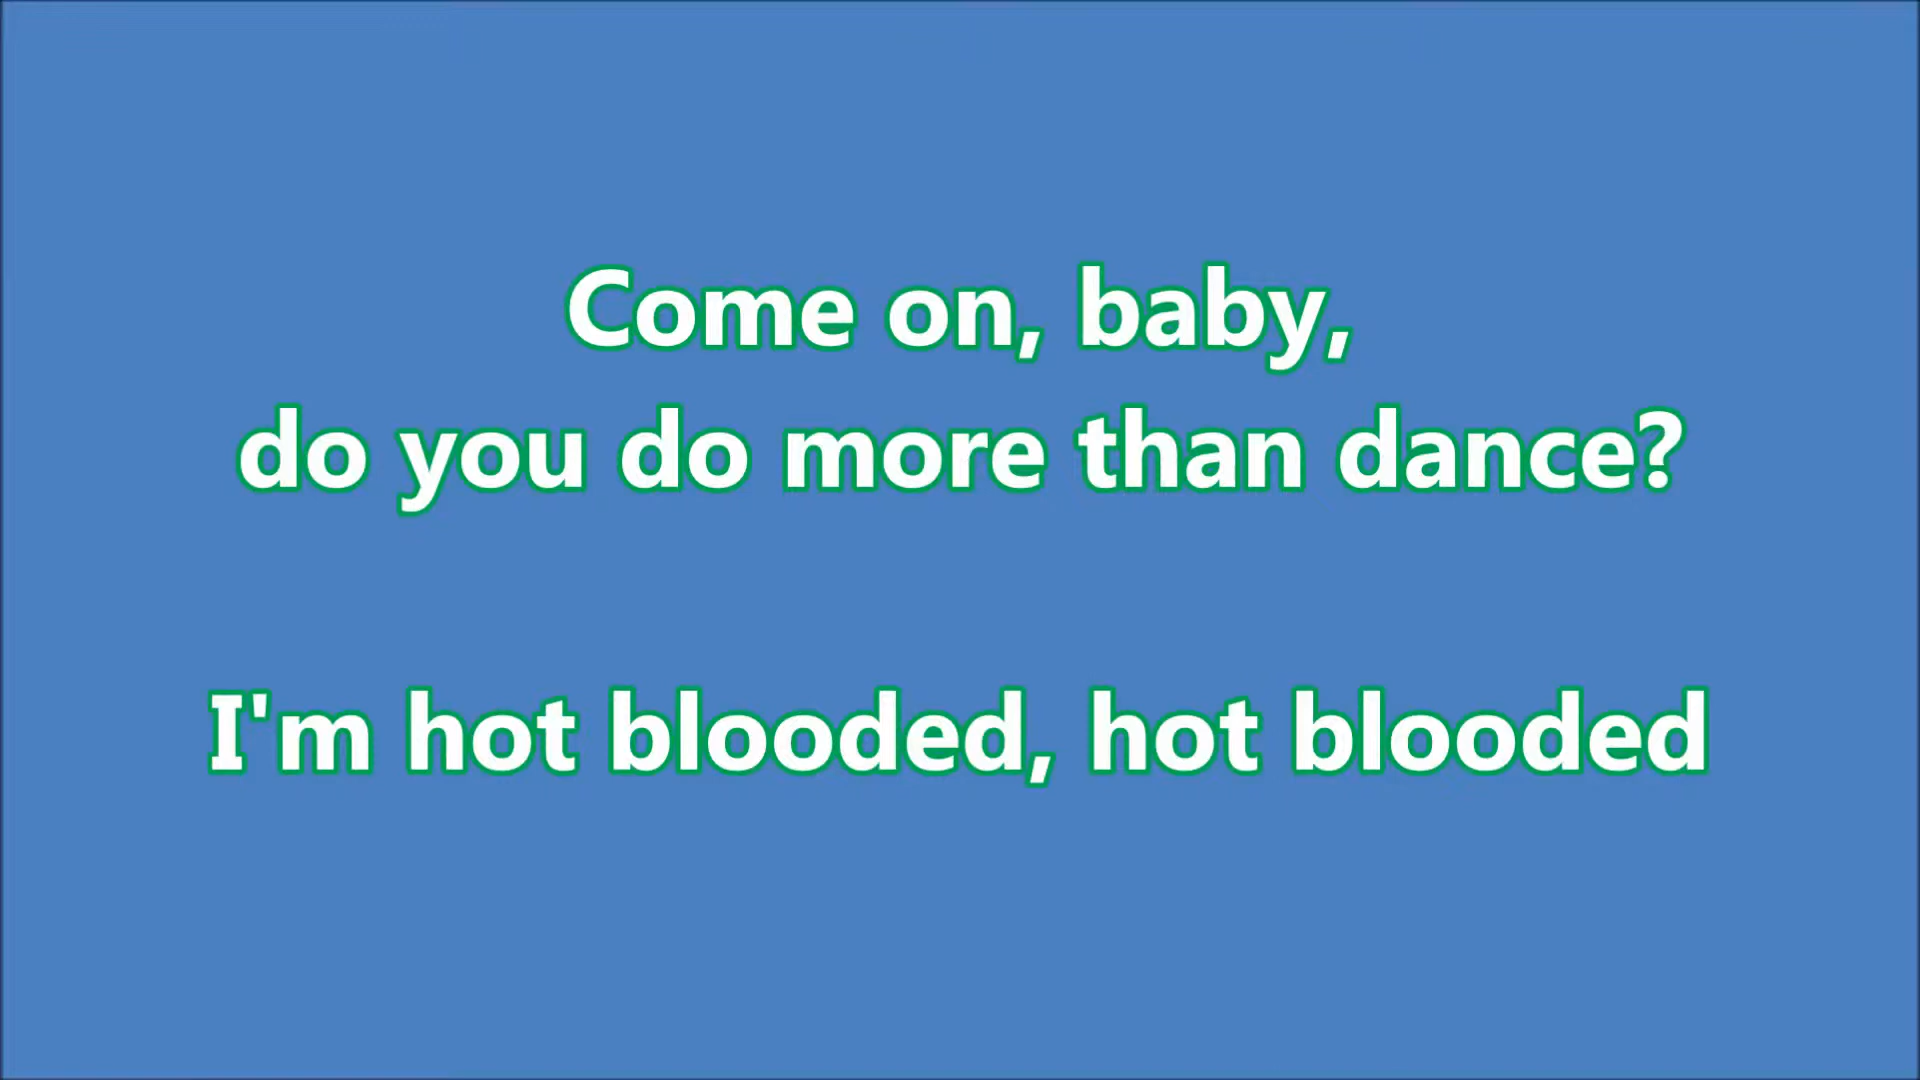 Come on, baby,
do you do more than dance?
I'm hot blooded, hot blooded